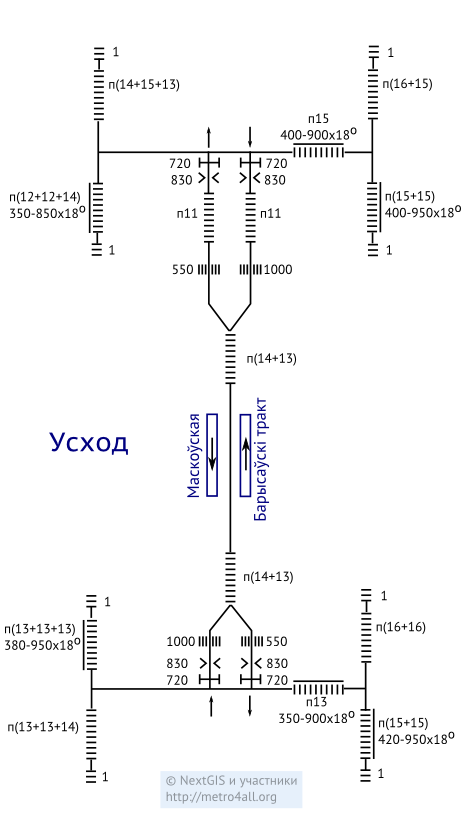 1
1
п(14+15+13)
п(16+15)
п15
400-900x18°
720
720
830
830
п(12+12+14)
350-850x18°
п(15+15)
400-950x18°
п11
п11
1
1
550
1000
п(14+13)
Усход
Маскоўская
Барысаўскі тракт
п(14+13)
1
1
п(13+13+13)
380-950x18°
п(16+16)
1000
550
830
830
720
720
п13
350-900x18°
п(13+13+14)
п(15+15)
420-950x18°
1
1
© NextGIS и участники
http://metro4all.org